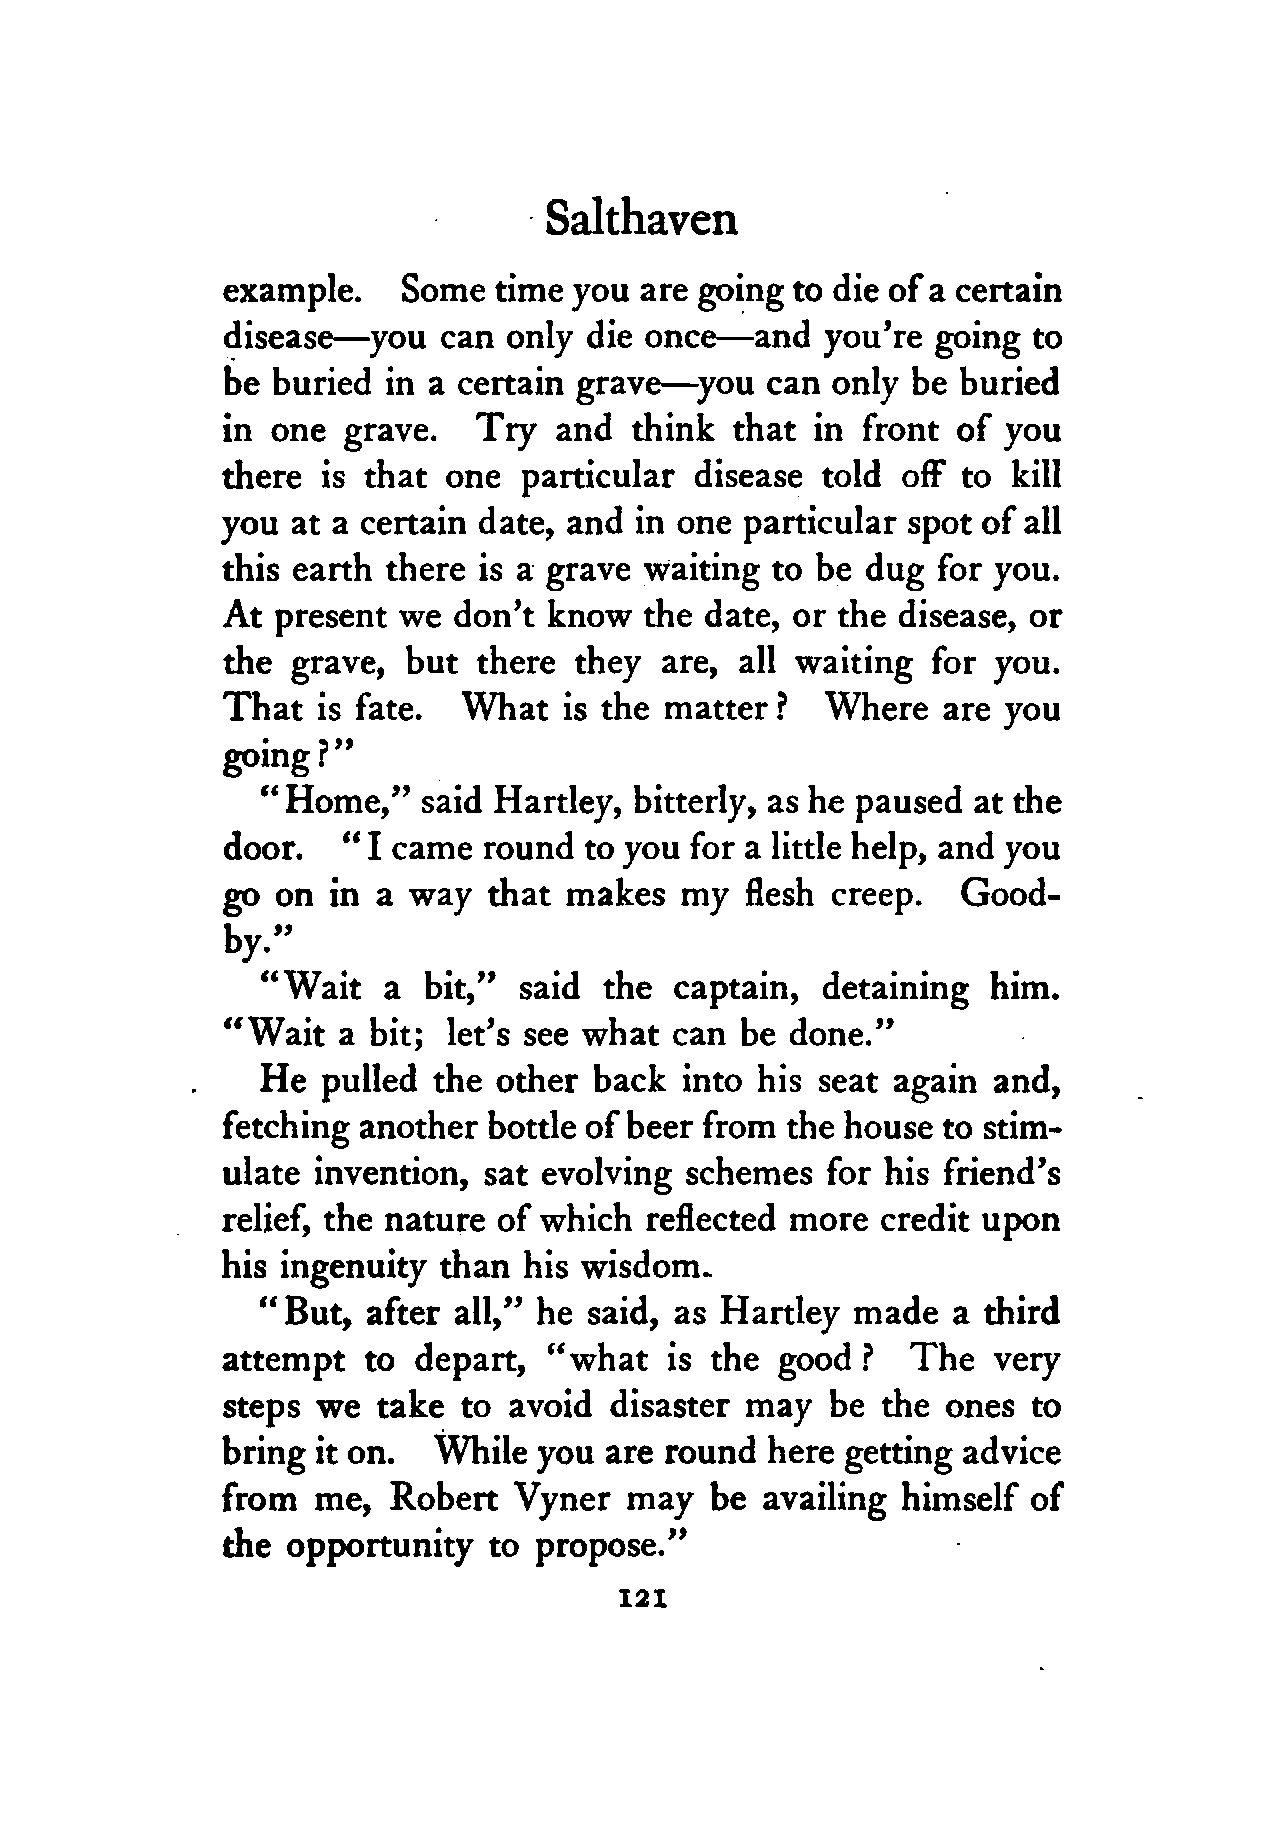 Salthaven
example. Some time you are going to die of a certain
disease—you can only die once—and you're going to
be buried in a certain grave—you can only be buried
in one grave. Try and think that in front of you
there is that one particular disease told off to kill
you at a certain date, and in one particular spot of all
this earth there is a grave waiting to be dug for you.
At present we don't know the date, or the disease, or
the grave, but there they are, all waiting for you.
That is fate. What is the matter? Where are you
going?"
"Home," said Hartley, bitterly, as he paused at the
door. "I came round to you for a little help, and you
go on in a way that makes my flesh creep. Good-
by."
"Wait a bit," said the captain, detaining him.
"Wait a bit; let's see what can be done."
He pulled the other back into his seat again and,
fetching another bottle of beer from the house to stim-
ulate invention, sat evolving schemes for his friend's
relief, the nature of which reflected more credit upon
his ingenuity than his wisdom.
"But, after all," he said, as Hartley made a third
attempt to depart, "what is the good? The very
steps we take to avoid disaster may be the ones to
bring it on. While you are round here getting advice
from me, Robert Vyner may be availing himself of
the opportunity to propose."
121